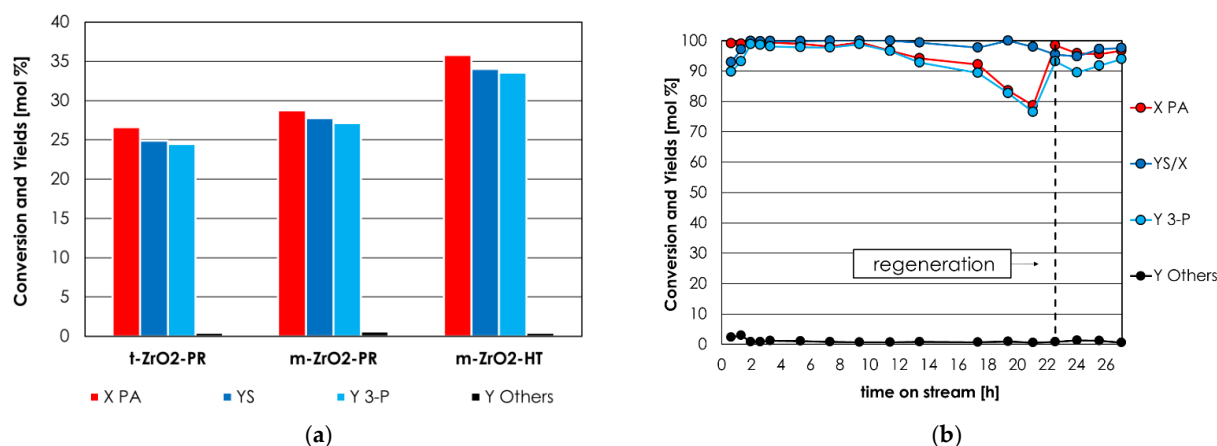 Conversion and Yields [mol %]
40
35
30
25
20
15
10
5
0
t-ZrO2-PR m-ZrO2-PR m-ZrO2-HT
X PA YS Y 3-P Y Others
(a)
Conversion and Yields [mol %]
100
90
80
70
60
50
40
30
20
10
0
regeneration
0 2 4 6 8 10 12 14 16 18 20 22 24 26
time on stream [h]
X PA
YS/X
Y 3-P
Y Others
(b)